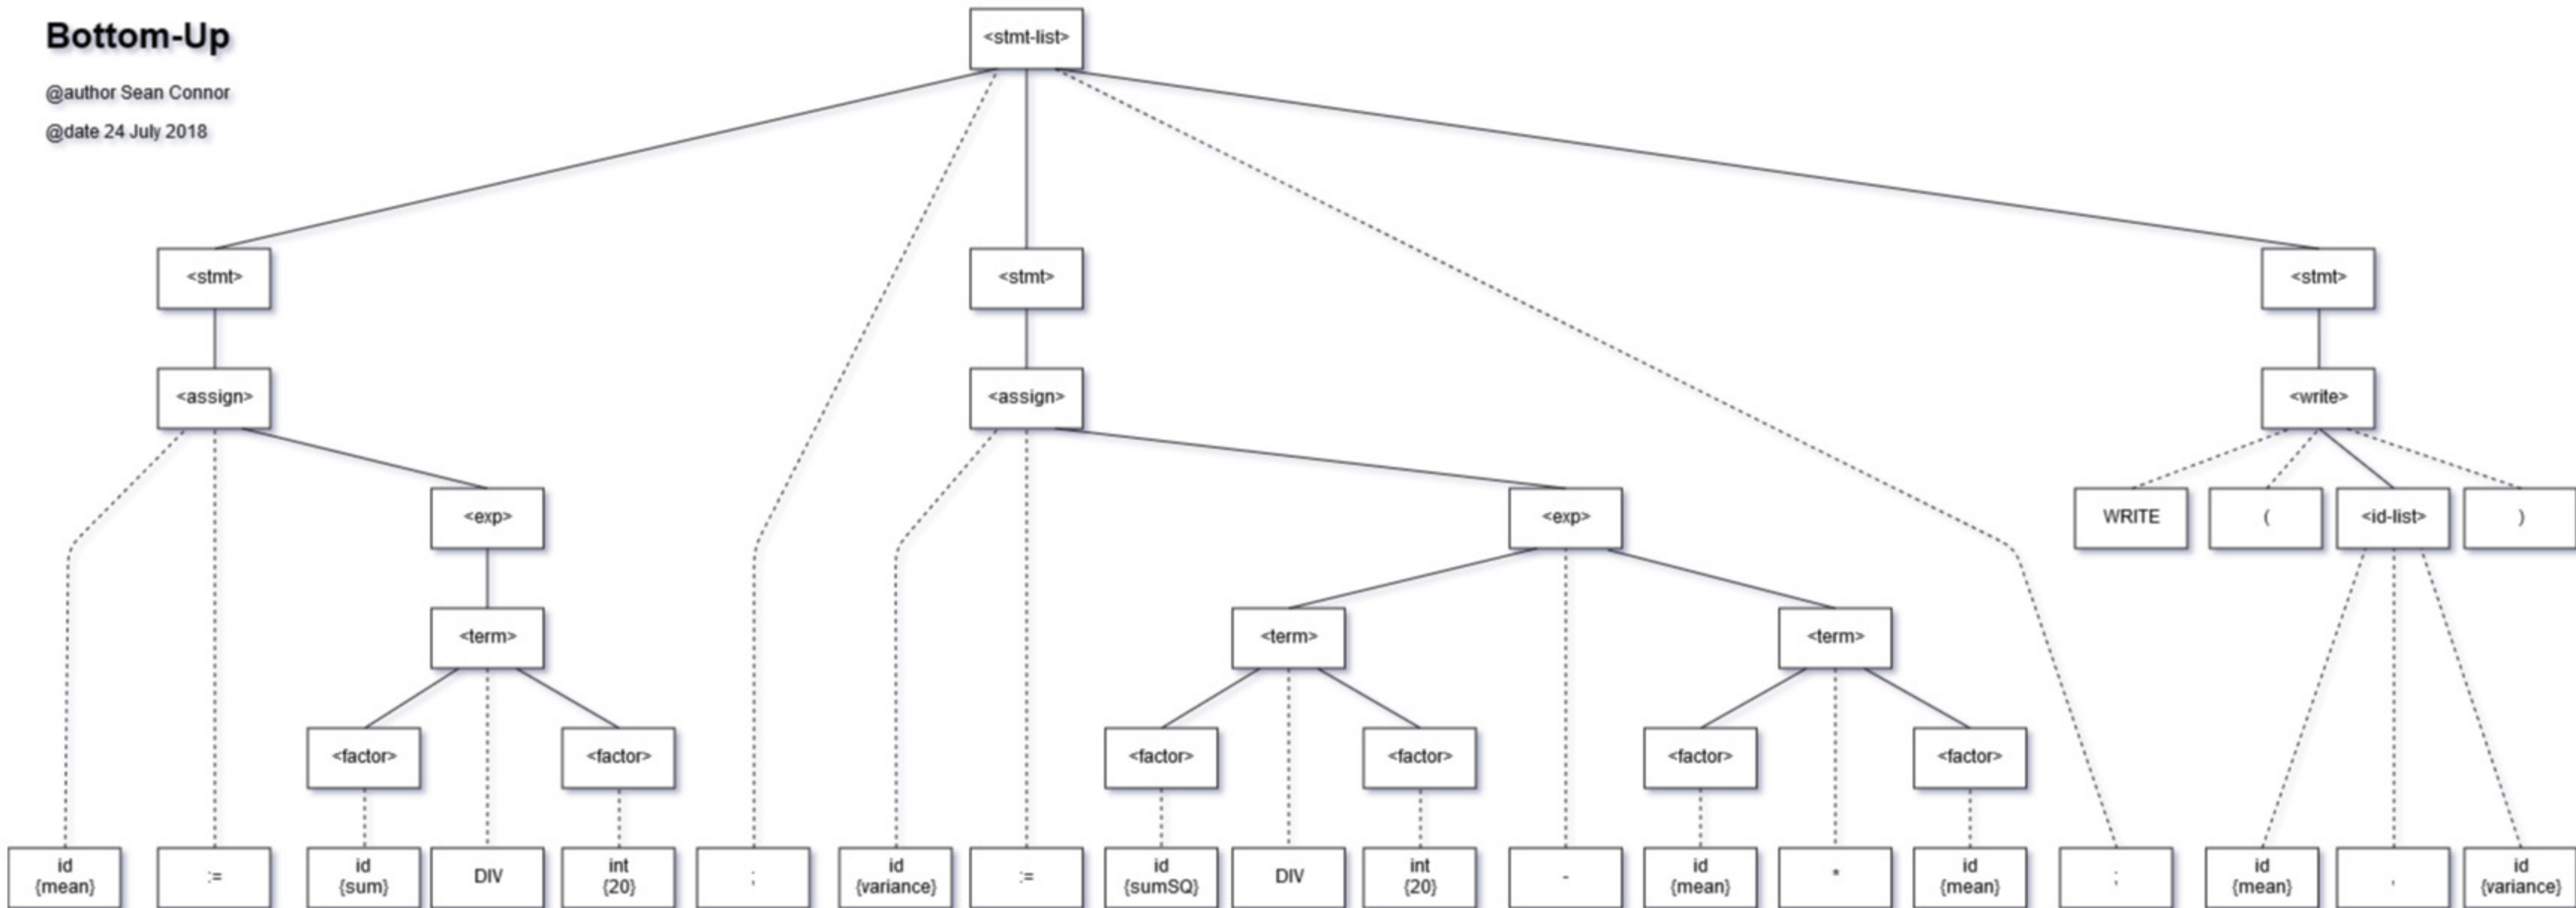 Bottom-Up
@author Sean Connor
@date 24 July 2018
<stmt-list>
<stmt>
<stmt>
<stmt>
<assign>
<assign>
<write>
<exp>
<exp>
WRITE
(
<id-list>
)
<term>
<term>
<term>
<factor>
<factor>
<factor>
<factor>
<factor>
<factor>
id
{mean}
:=
id
{sum}
DIV
int
{20}
;
id
{variance}
:=
id
{sumSQ}
DIV
int
{20}
-
id
{mean}
*
id
{mean}
;
id
{mean}
,
id
{variance}